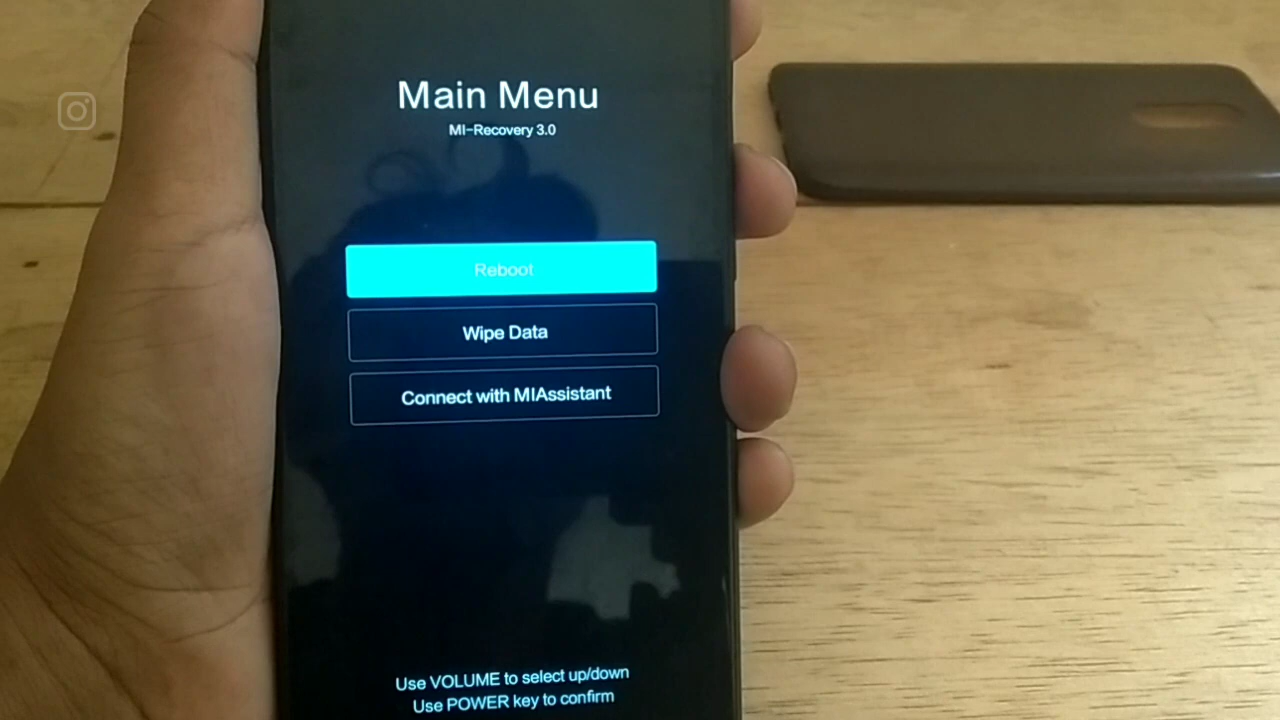 Main Menu
MI-Recovery 3.0
Reboot
Wipe Data
Connect with MIAssistant
Use VOLUME to select up/down
Use POWER key to confirm